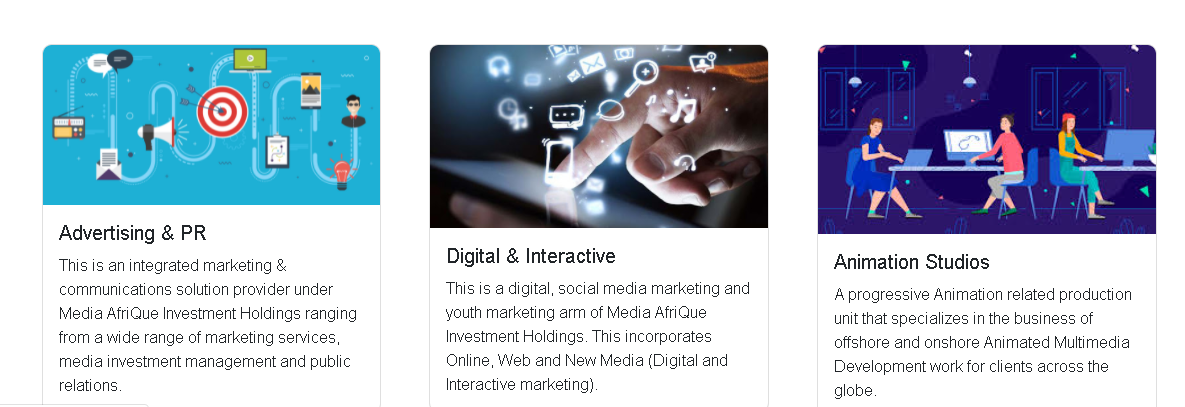 Advertising & PR
This is an integrated marketing &
communications solution provider under
Media AfriQue Investment Holdings ranging
from a wide range of marketing services,
media investment management and public
relations.
Digital & Interactive
This is a digital, social media marketing and
youth marketing arm of Media AfriQue
Investment Holdings. This incorporates
Online, Web and New Media (Digital and
Interactive marketing).
Animation Studios
A progressive Animation related production
unit that specializes in the business of
offshore and onshore Animated Multimedia
Development work for clients across the
globe.